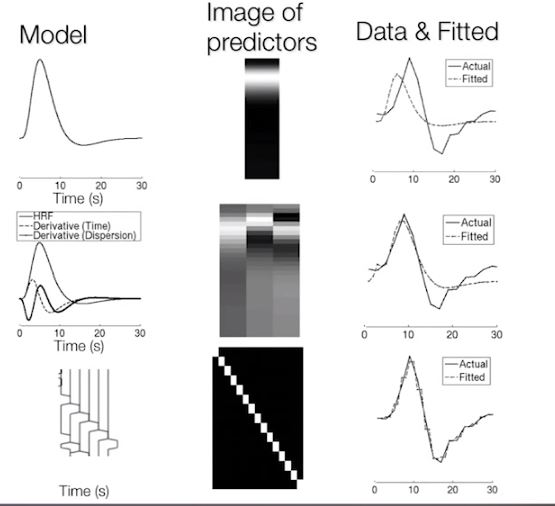 Model
Image of
predictors
Data & Fitted
Actual
Fitted
0 10 20 30
Time (s)
0 10 20 30
HRF
Derivative (Time)
Derivative (Dispersion)
Actual
Fitted
0 10 20 30
Time (s)
0 10 20 30
Actual
Fitted
Time (s)
0 10 20 30